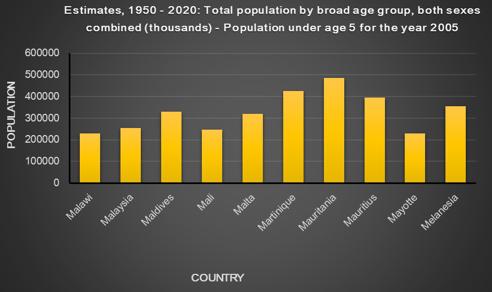 Estimates, 1950 - 2020: Total population by broad age group, both sexes
combined (thousands) - Population under age 5 for the year 2005
POPULATION
600000
500000
400000
300000
200000
100000
0
Malawi
Malaysia
Maldives
Mali
Malta
Martinique
Mauritania
Mauritius
Mayotte
Melanesia
COUNTRY